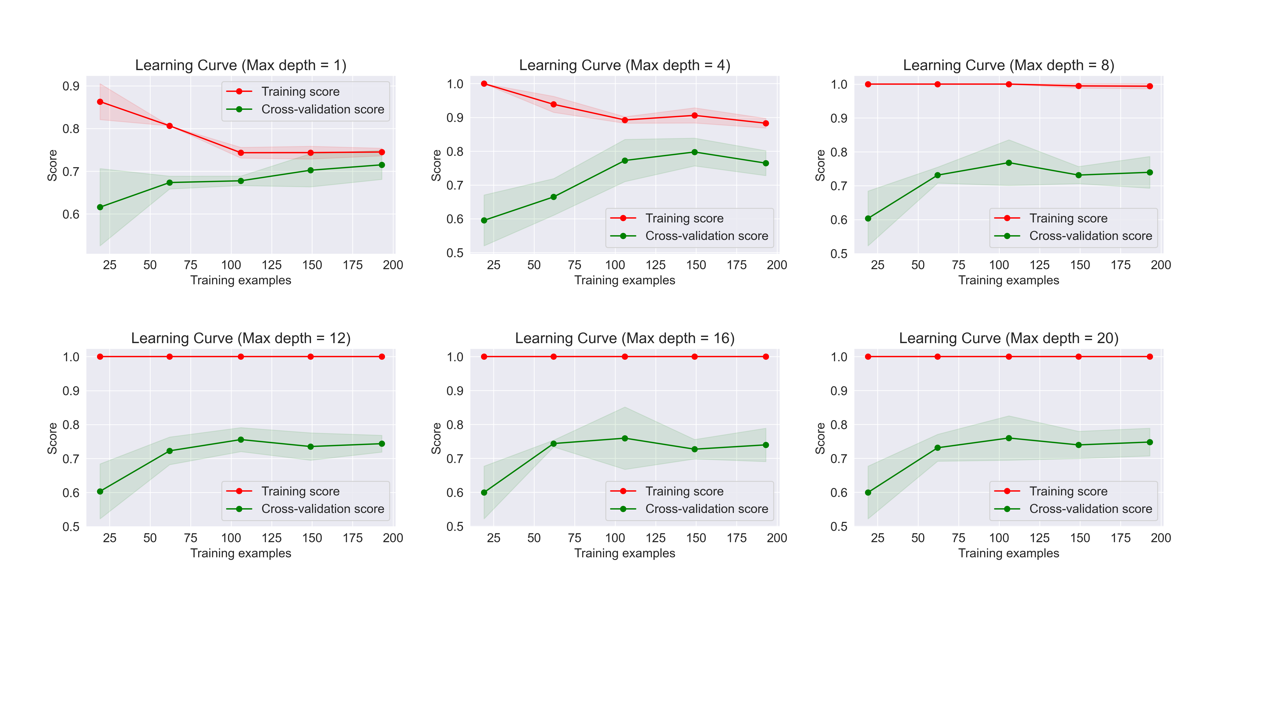 Learning Curve (Max depth = 1)
0.9
0.8
0.7
0.6
Score
Training score
Cross-validation score
25 50 75 100 125 150 175 200
Training examples
Learning Curve (Max depth = 4)
1.0
0.9
0.8
0.7
0.6
0.5
Score
Training score
Cross-validation score
25 50 75 100 125 150 175 200
Training examples
Learning Curve (Max depth = 8)
1.0
0.9
0.8
0.7
0.6
0.5
Score
Training score
Cross-validation score
25 50 75 100 125 150 175 200
Training examples
Learning Curve (Max depth = 12)
1.0
0.9
0.8
0.7
0.6
0.5
Score
Training score
Cross-validation score
25 50 75 100 125 150 175 200
Training examples
Learning Curve (Max depth = 16)
1.0
0.9
0.8
0.7
0.6
0.5
Score
Training score
Cross-validation score
25 50 75 100 125 150 175 200
Training examples
Learning Curve (Max depth = 20)
1.0
0.9
0.8
0.7
0.6
0.5
Score
Training score
Cross-validation score
25 50 75 100 125 150 175 200
Training examples